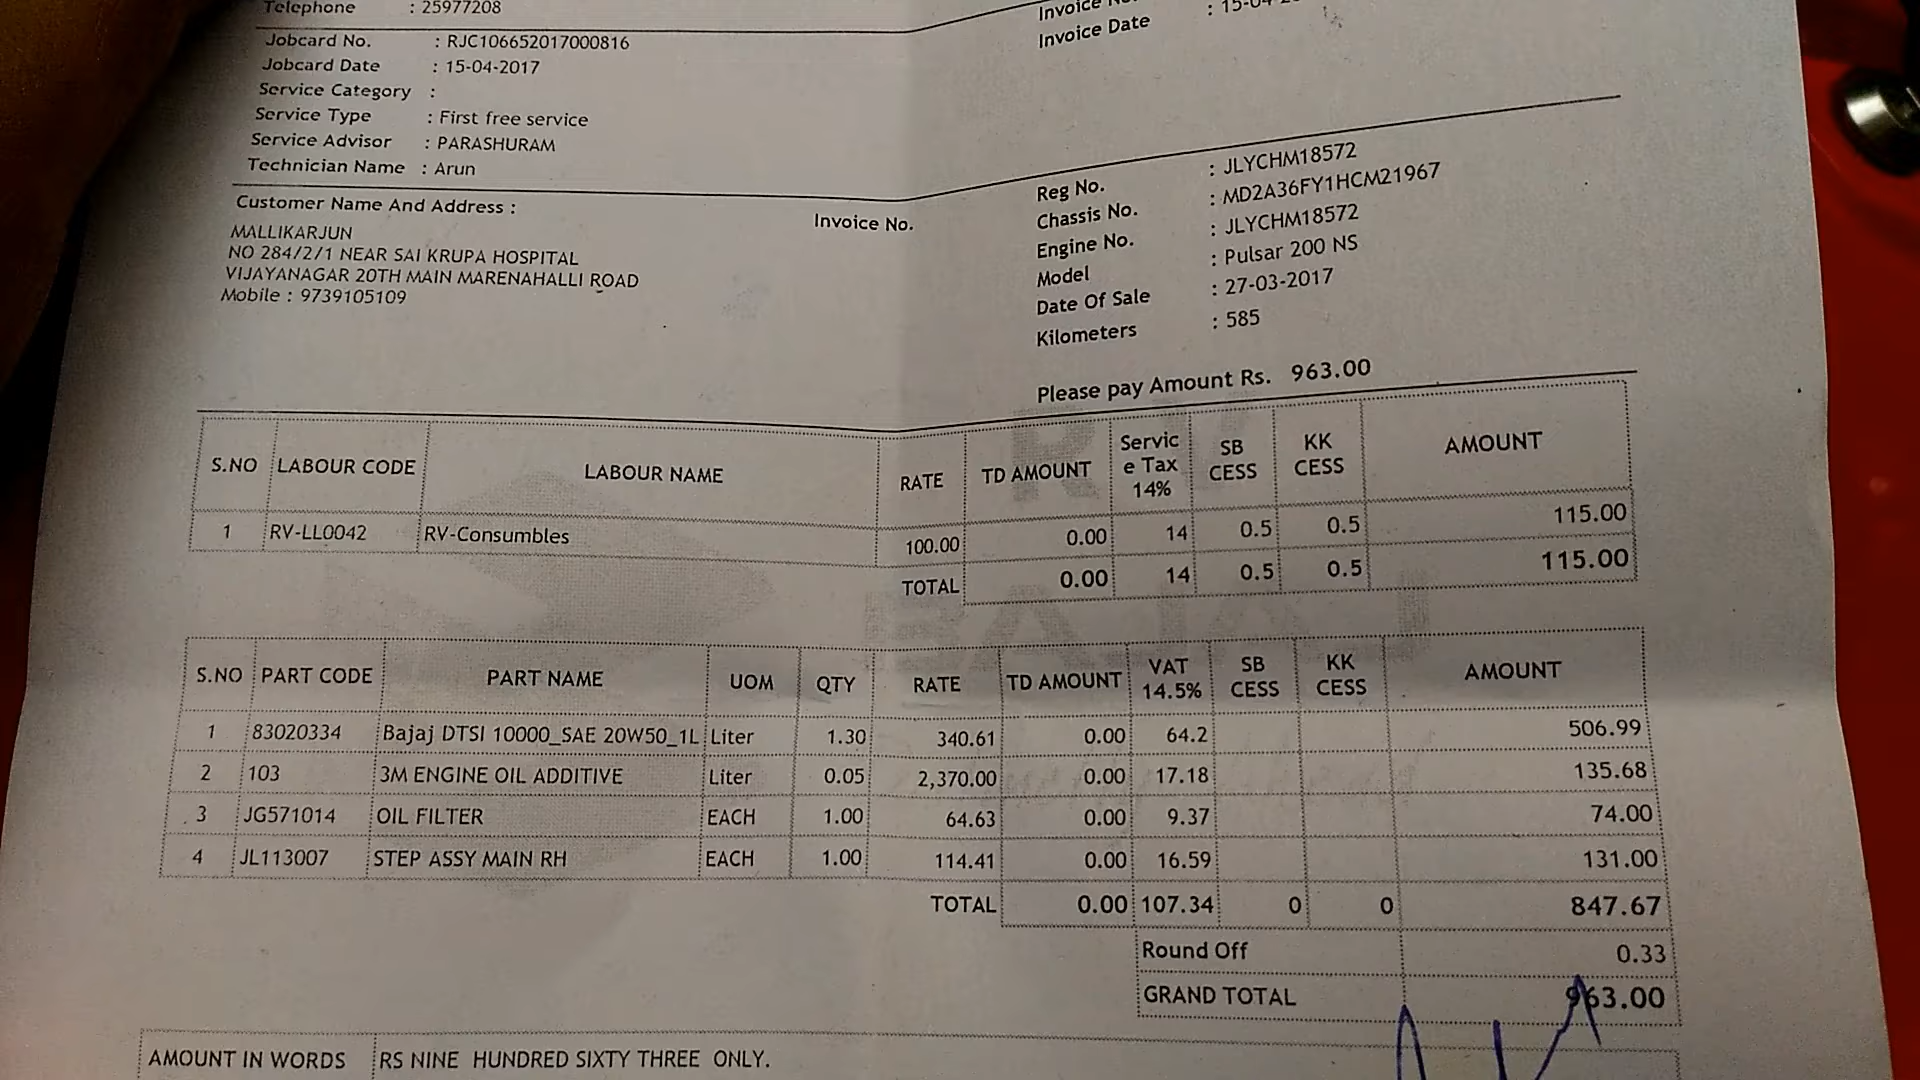 Telephone : 25977208
Invoice
Invoice Date
Jobcard No. : RJC106652017000816
Jobcard Date : 15-04-2017
Service Category :
Service Type : First free service
Service Advisor : PARASHURAM
Technician Name : Arun
Customer Name And Address :
MALLIKARJUN
NO 284/2/1 NEAR SAI KRUPA HOSPITAL
VIJAYANAGAR 20TH MAIN MARENAHALLI ROAD
Mobile : 9739105109
Invoice No.
Reg No. : JLYCHM18572
Chassis No. : MD2A36FY1HCM21967
Engine No. : JLYCHM18572
Model : Pulsar 200 NS
Date Of Sale : 27-03-2017
Kilometers : 585
Please pay Amount Rs. 963.00
S.NO LABOUR CODE LABOUR NAME RATE TD AMOUNT Servic e Tax 14% SB CESS KK CESS AMOUNT
1 RV-LL0042 RV-Consumbles 100.00 0.00 14 0.5 0.5 115.00
TOTAL 0.00 14 0.5 0.5 115.00
S.NO PART CODE PART NAME UOM QTY RATE TD AMOUNT VAT 14.5% SB CESS KK CESS AMOUNT
1 83020334 Bajaj DTSI 10000_SAE 20W50_1L Liter 1.30 340.61 0.00 64.2 506.99
2 103 3M ENGINE OIL ADDITIVE Liter 0.05 2,370.00 0.00 17.18 135.68
3 JG571014 OIL FILTER EACH 1.00 64.63 0.00 9.37 74.00
4 JL113007 STEP ASSY MAIN RH EACH 1.00 114.41 0.00 16.59 131.00
TOTAL 0.00 107.34 0 0 847.67
Round Off 0.33
GRAND TOTAL 963.00
AMOUNT IN WORDS RS NINE HUNDRED SIXTY THREE ONLY.